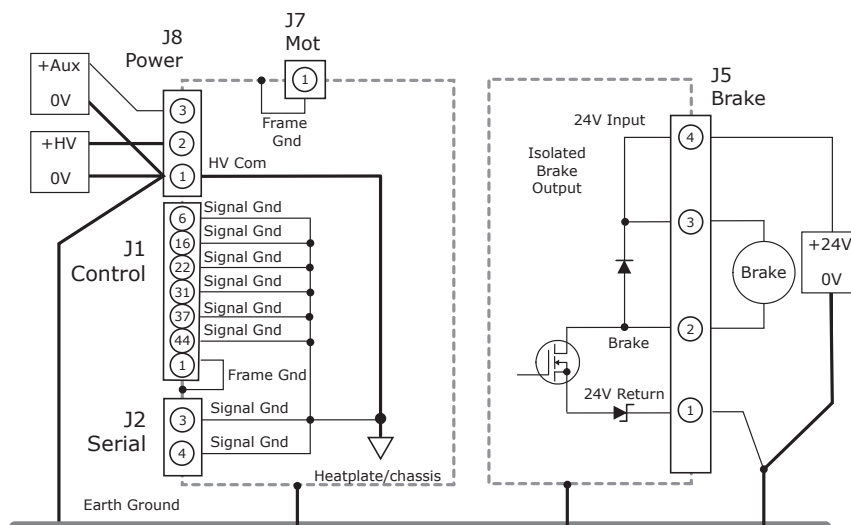 J8
Power
J7
Mot
+Aux
0V
+HV
0V
3
2
1
1
Frame
Gnd
HV Com
J1
Control
6
16
22
31
37
44
1
Signal Gnd
Signal Gnd
Signal Gnd
Signal Gnd
Signal Gnd
Signal Gnd
Frame Gnd
J2
Serial
3
4
Signal Gnd
Signal Gnd
Heatplate/chassis
Earth Ground
J5
Brake
24V Input
Isolated
Brake
Output
4
3
2
1
Brake
+24V
0V
Brake
24V Return